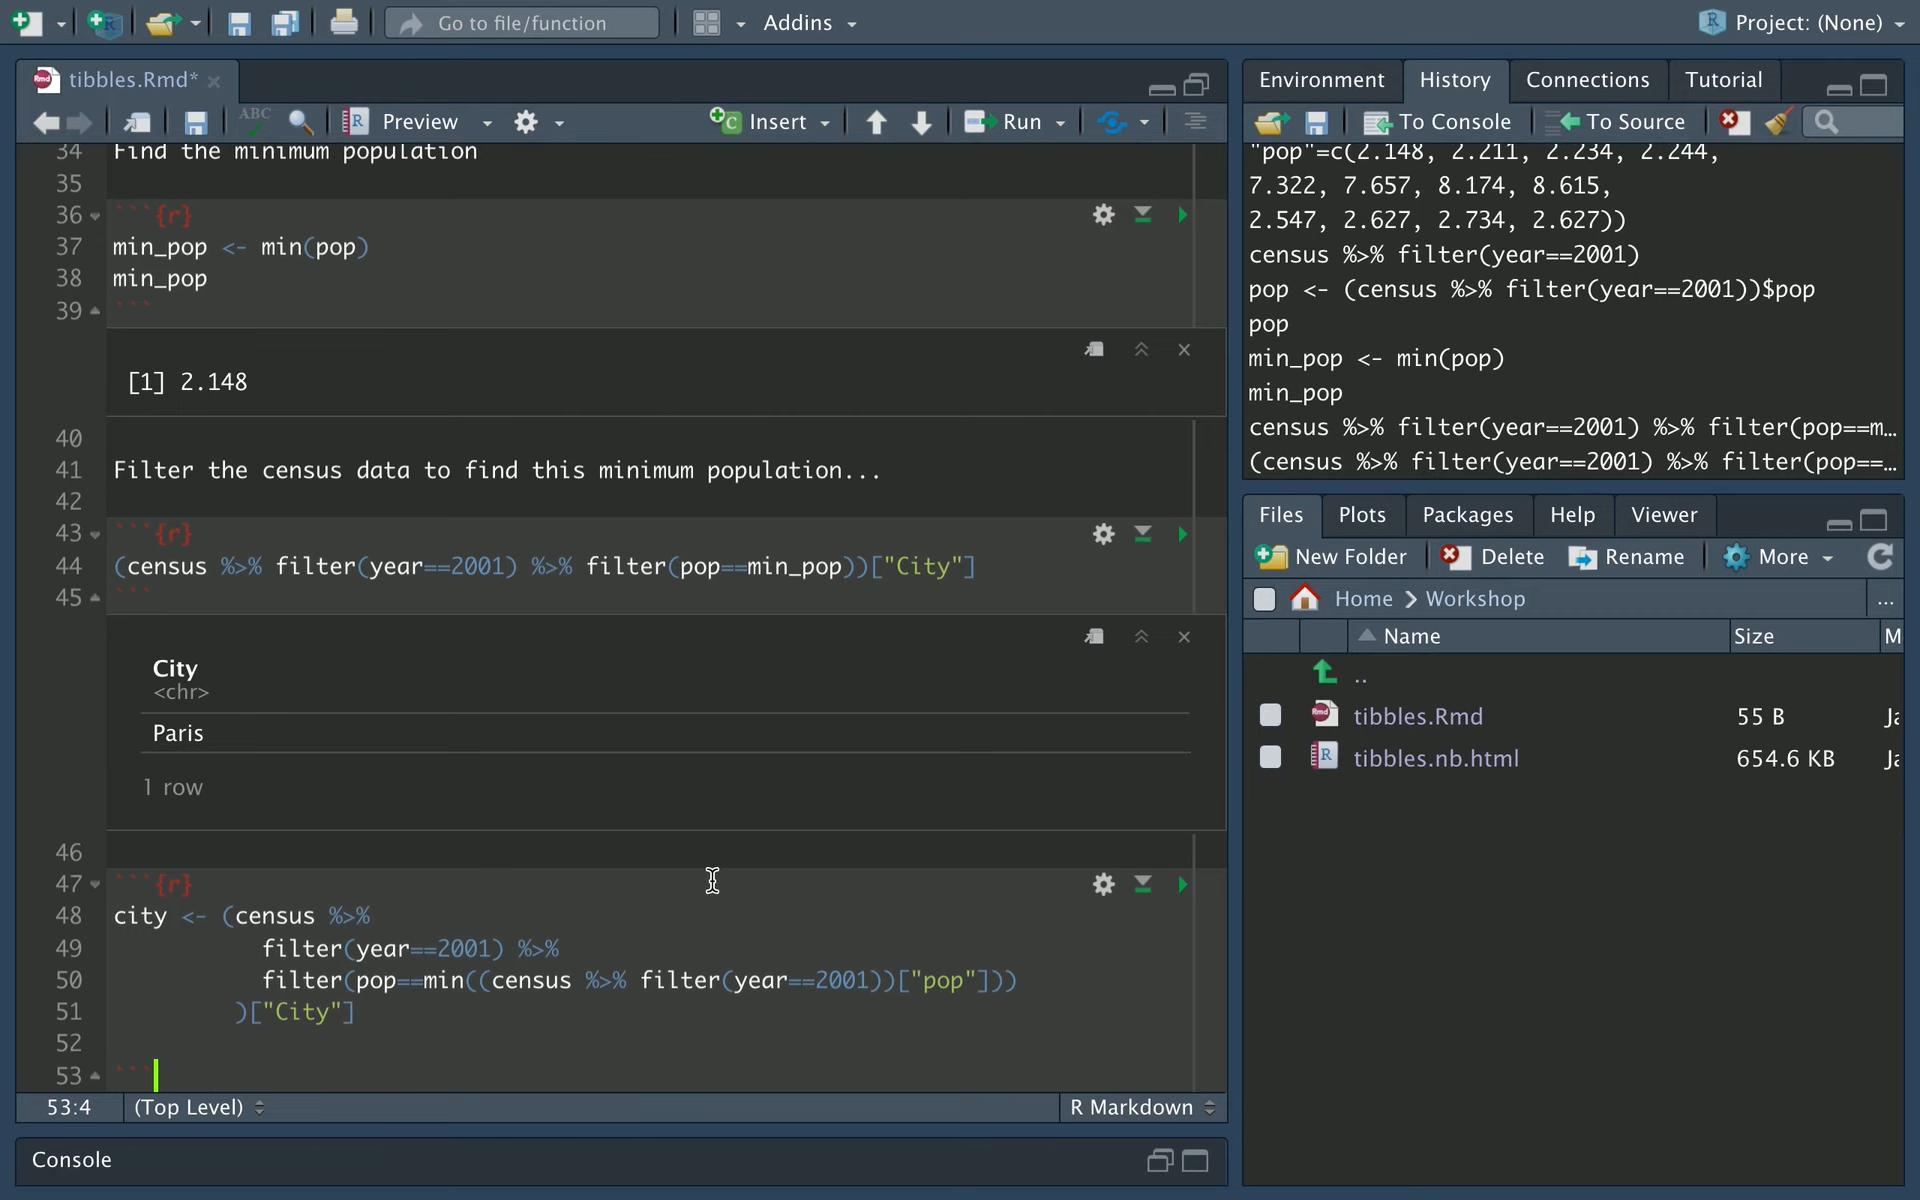 Go to file/function
Addins
Project: (None)
tibbles.Rmd*
ABC
Preview
Insert
Run
34 Find the minimum population
35
36 ```{r}
37 min_pop <- min(pop)
38 min_pop
39 ```
[1] 2.148
40
41 Filter the census data to find this minimum population...
42
43 ```{r}
44 (census %>% filter(year==2001) %>% filter(pop==min_pop))["City"]
45 ```
City
<chr>
Paris
1 row
46
47 ```{r}
48 city <- (census %>%
49 filter(year==2001) %>%
50 filter(pop==min((census %>% filter(year==2001))["pop"]))
51 )["City"]
52
53 ```
53:4 (Top Level) R Markdown
Console
Environment History Connections Tutorial
To Console To Source
"pop"=c(2.148, 2.211, 2.234, 2.244,
7.322, 7.657, 8.174, 8.615,
2.547, 2.627, 2.734, 2.627))
census %>% filter(year==2001)
pop <- (census %>% filter(year==2001))$pop
pop
min_pop <- min(pop)
min_pop
census %>% filter(year==2001) %>% filter(pop==m…
(census %>% filter(year==2001) %>% filter(pop==…
Files Plots Packages Help Viewer
New Folder Delete Rename More
Home Workshop ...
Name Size M
..
tibbles.Rmd 55 B Ja
tibbles.nb.html 654.6 KB Ja